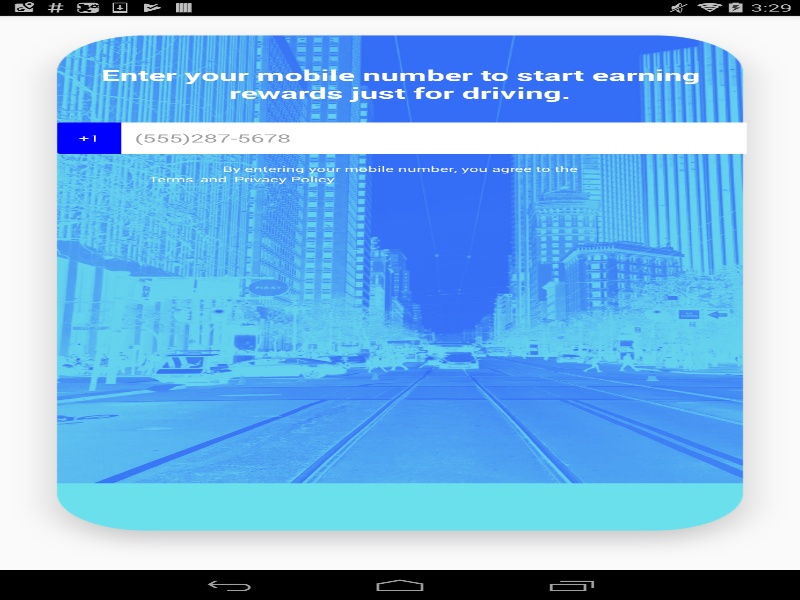 3:29
Enter your mobile number to start earning
rewards just for driving.
+1 (555)287-5678
By entering your mobile number, you agree to the
Terms and Privacy Policy